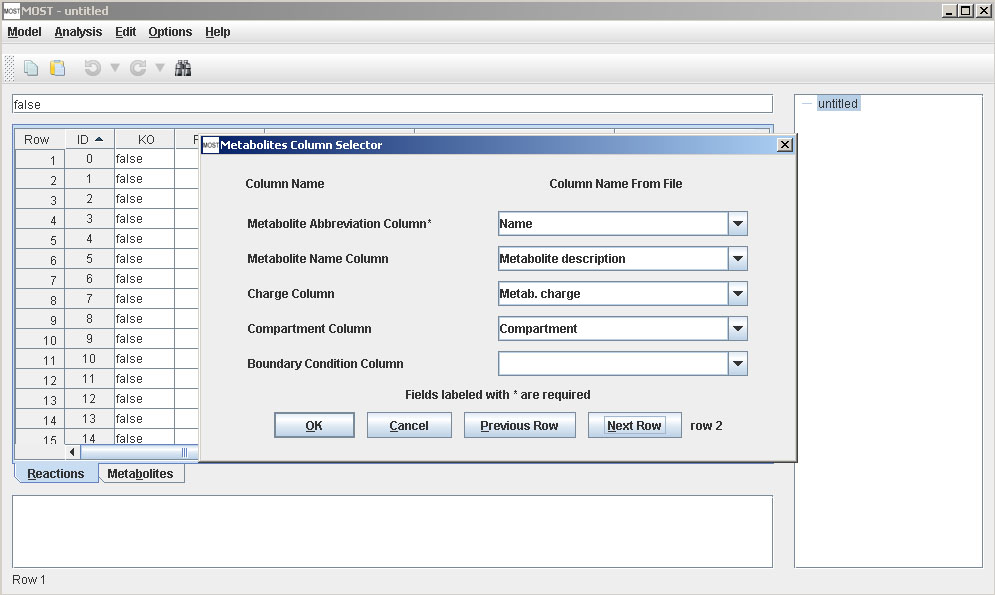 MOST MOST - untitled
Model Analysis Edit Options Help
false
untitled
Row ID KO
MOST Metabolites Column Selector
Column Name Column Name From File
Metabolite Abbreviation Column* Name
Metabolite Name Column Metabolite description
Charge Column Metab. charge
Compartment Column Compartment
Boundary Condition Column
Fields labeled with * are required
OK Cancel Previous Row Next Row row 2
1 0 false
2 1 false
3 2 false
4 3 false
5 4 false
6 5 false
7 6 false
8 7 false
9 8 false
10 9 false
11 10 false
12 11 false
13 12 false
14 13 false
15 14 false
Reactions Metabolites
Row 1